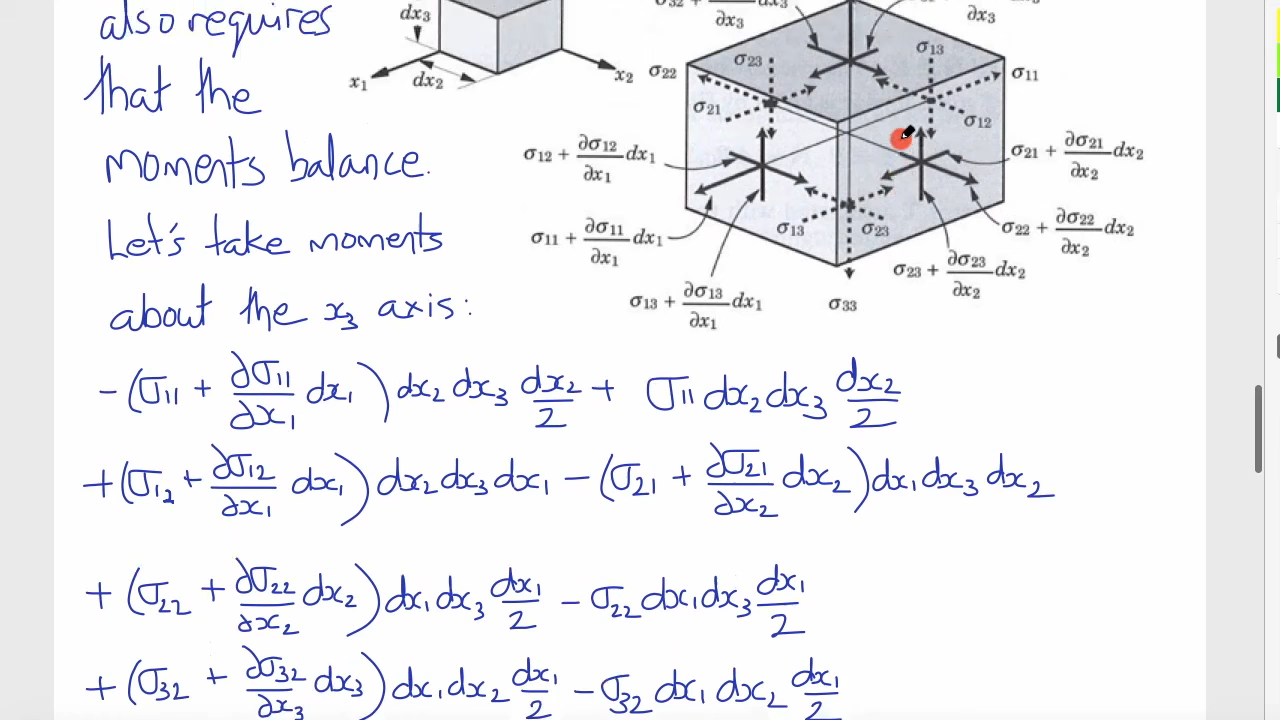 also requires
that the
moments balance.
Let's take moments
about the x₃ axis:
dx₃
x₁
dx₂
x₂
∂x₃
∂x₃
σ₂₂
σ₂₃
σ₁₃
σ₁₁
σ₂₁
σ₁₂
σ₁₂ + ∂σ₁₂/∂x₁ dx₁
σ₂₁ + ∂σ₂₁/∂x₂ dx₂
σ₁₁ + ∂σ₁₁/∂x₁ dx₁
σ₁₃
σ₂₃
σ₂₂ + ∂σ₂₂/∂x₂ dx₂
σ₂₃ + ∂σ₂₃/∂x₂ dx₂
σ₁₃ + ∂σ₁₃/∂x₁ dx₁
σ₃₃
- (σ₁₁ + ∂σ₁₁/∂x₁ dx₁) dx₂ dx₃ dx₂/2 + σ₁₁ dx₂ dx₃ dx₂/2
+ (σ₁₂ + ∂σ₁₂/∂x₁ dx₁) dx₂ dx₃ dx₁ - (σ₂₁ + ∂σ₂₁/∂x₂ dx₂) dx₁ dx₃ dx₂
+ (σ₂₂ + ∂σ₂₂/∂x₂ dx₂) dx₁ dx₃ dx₁/2 - σ₂₂ dx₁ dx₃ dx₁/2
+ (σ₃₂ + ∂σ₃₂/∂x₃ dx₃) dx₁ dx₂ dx₁/2 - σ₃₂ dx₁ dx₂ dx₁/2